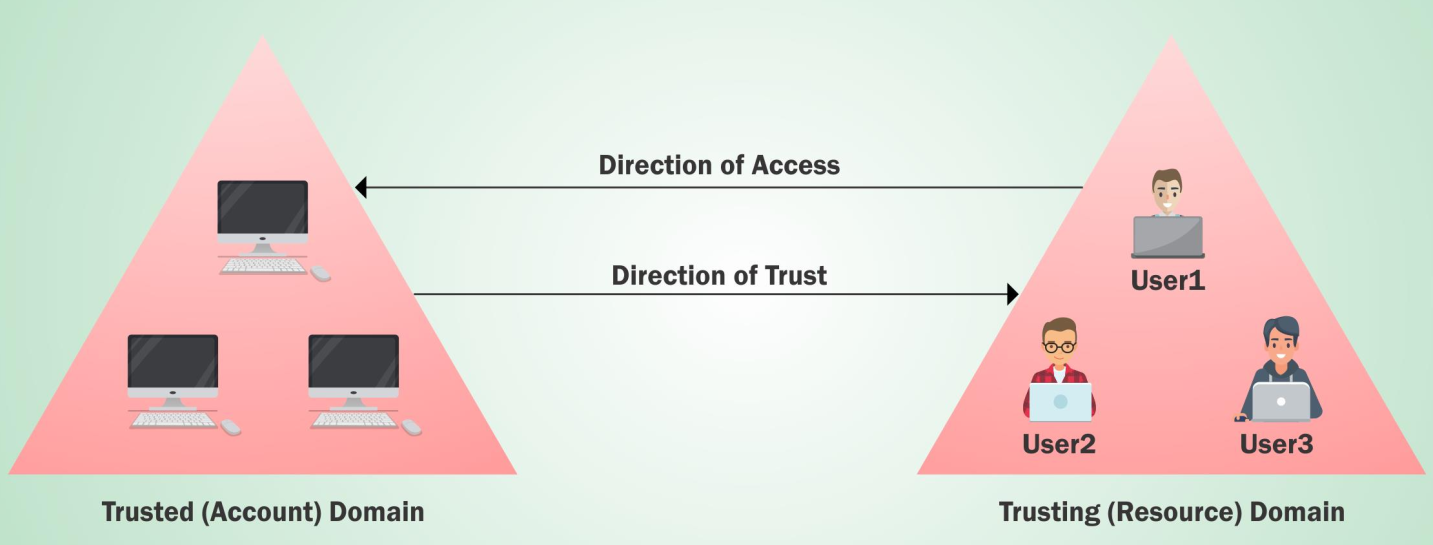 Direction of Access
Direction of Trust
User1
User2
User3
Trusted (Account) Domain
Trusting (Resource) Domain